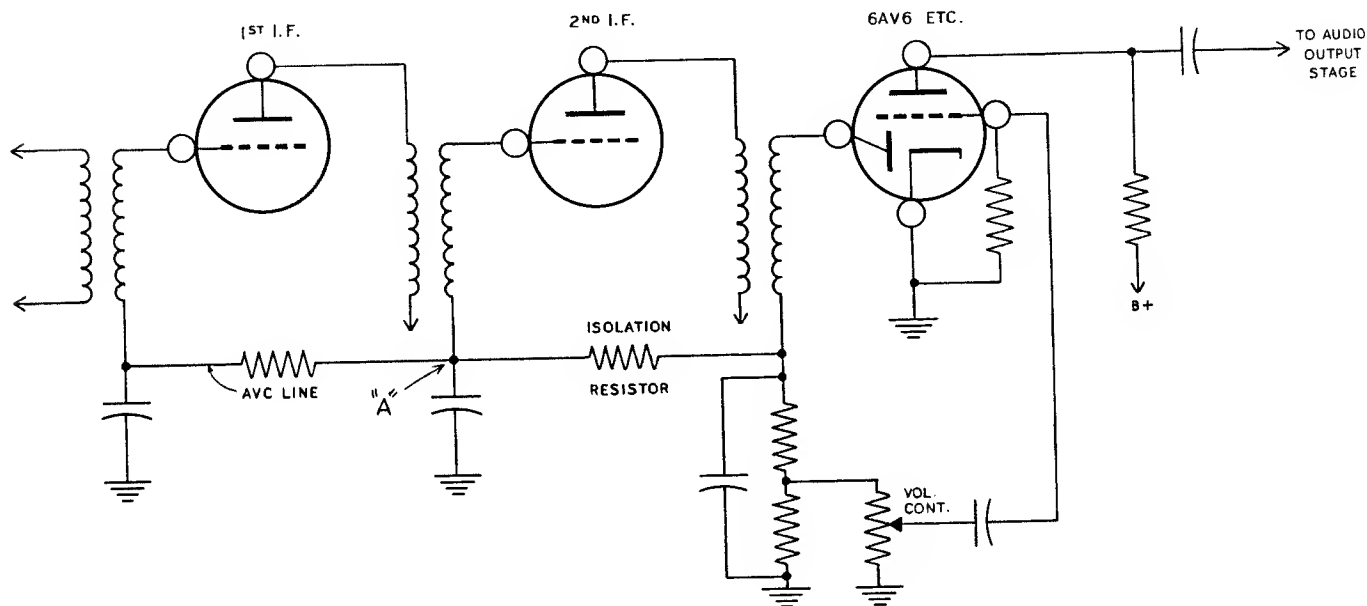 1ST I.F.
2ND I.F.
6AV6 ETC.
TO AUDIO
OUTPUT
STAGE
B+
ISOLATION
RESISTOR
AVC LINE
"A"
VOL.
CONT.